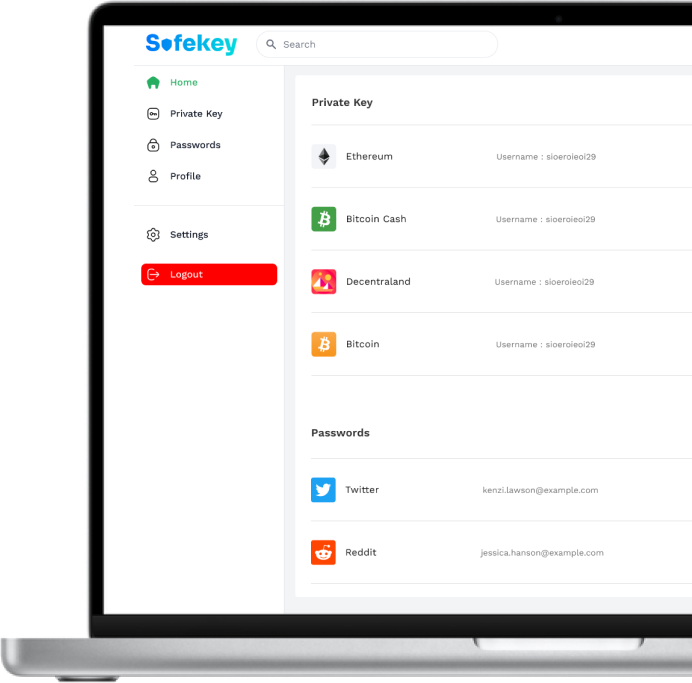 Safekey
Search
Home
Private Key
Passwords
Profile
Settings
Logout
Private Key
Ethereum Username : sioeroieoi29
Bitcoin Cash Username : sioeroieoi29
Decentraland Username : sioeroieoi29
Bitcoin Username : sioeroieoi29
Passwords
Twitter kenzi.lawson@example.com
Reddit jessica.hanson@example.com